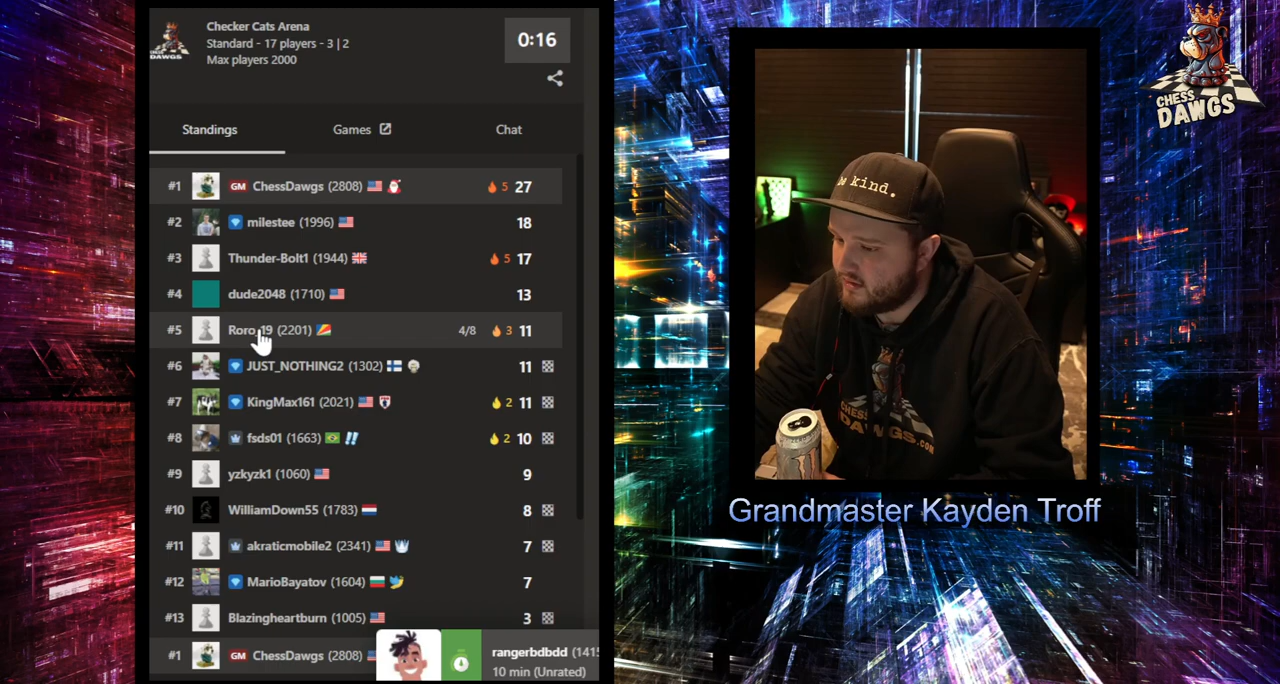 Checker Cats Arena
Standard - 17 players - 3 | 2
Max players 2000
0:16
Standings
Games
Chat
#1 GM ChessDawgs (2808) 5 27
#2 milestee (1996) 18
#3 Thunder-Bolt1 (1944) 5 17
#4 dude2048 (1710) 13
#5 (2201) 4/8 3 11
#6 JUST_NOTHING2 (1302) 11
#7 KingMax161 (2021) 2 11
#8 fsds01 (1663) 2 10
#9 yzkyzk1 (1060) 9
#10 WilliamDown55 (1783) 8
#11 akraticmobile2 (2341) 7
#12 MarioBayatov (1604) 7
#13 Blazingheartburn (1005) 3
#1 GM ChessDawgs (2808)
rangerbdbdd (141
10 min (Unrated)
be kind.
CHESS
DAWGS.COM
Grandmaster Kayden Troff
CHESS
DAWGS
DAWGS